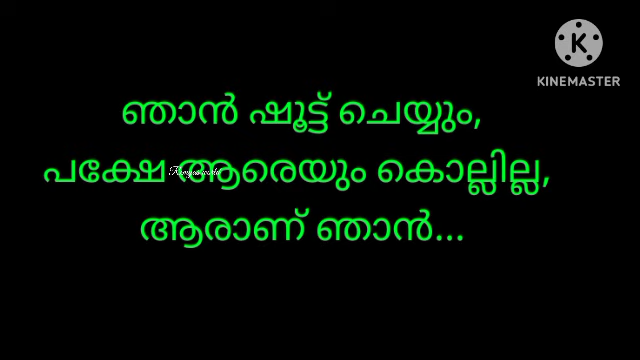 KINEMASTER
ഞാൻ ഷൂട്ട് ചെയ്യും,
പക്ഷേ ആരെയും കൊല്ലില്ല,
ആരാണ് ഞാൻ...